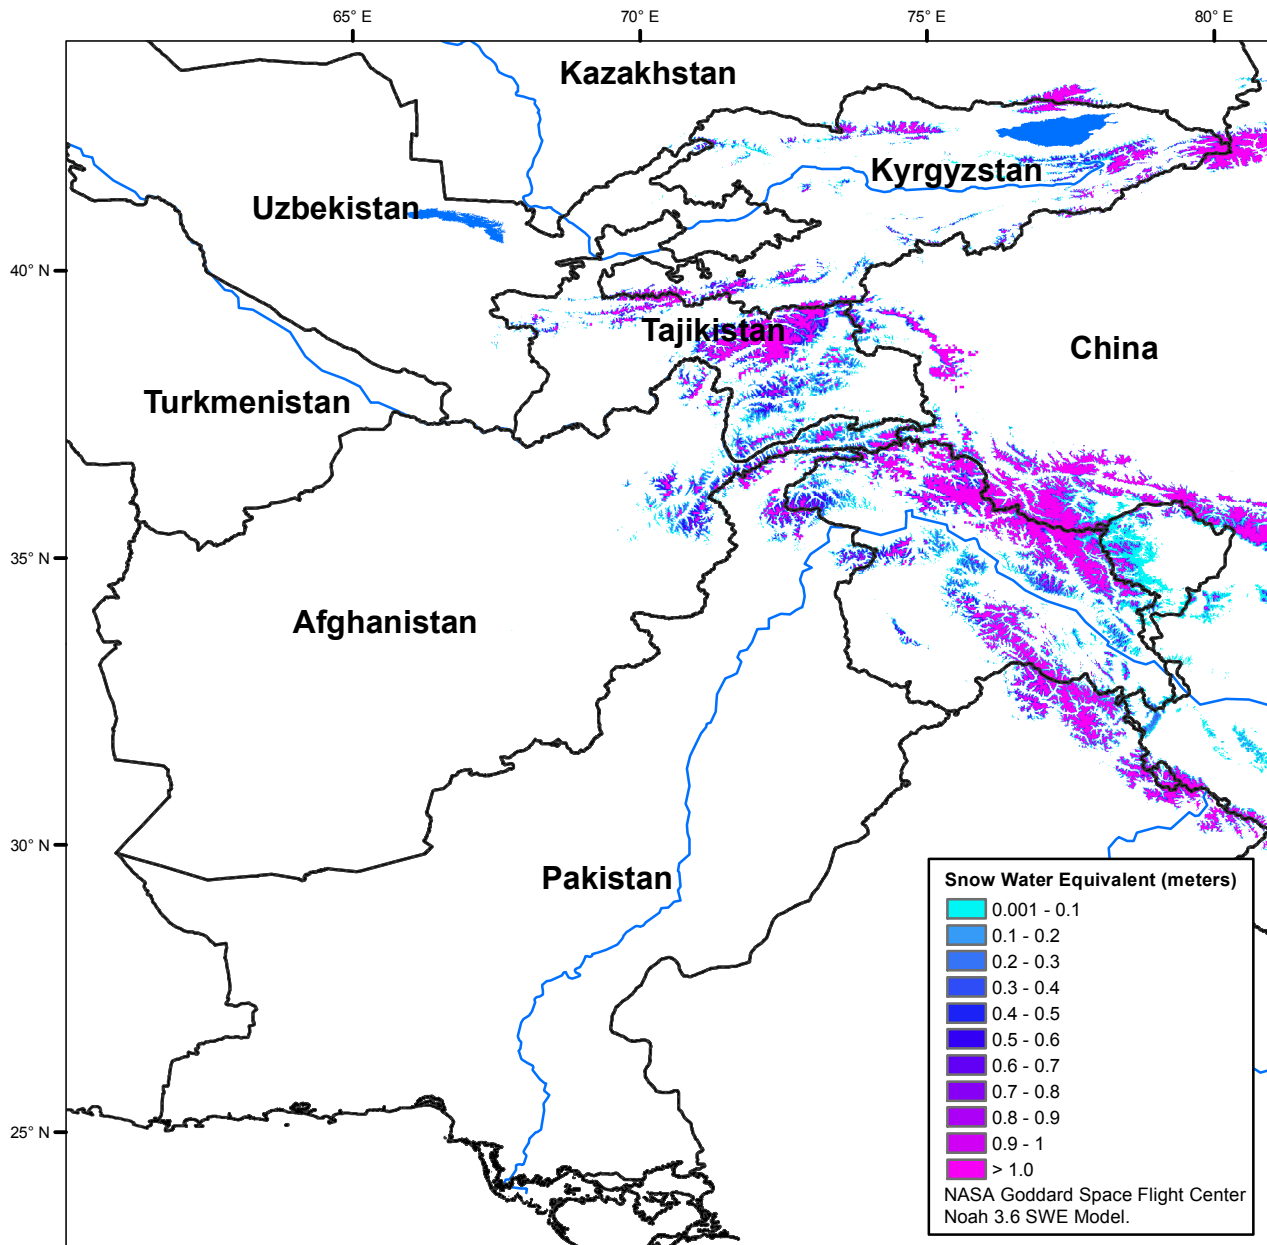 65° E
70° E
75° E
80° E
Kazakhstan
Kyrgyzstan
Uzbekistan
40° N
Tajikistan
China
Turkmenistan
35° N
Afghanistan
30° N
Pakistan
25° N
Snow Water Equivalent (meters)
0.001 - 0.1
0.1 - 0.2
0.2 - 0.3
0.3 - 0.4
0.4 - 0.5
0.5 - 0.6
0.6 - 0.7
0.7 - 0.8
0.8 - 0.9
0.9 - 1
> 1.0
NASA Goddard Space Flight Center
Noah 3.6 SWE Model.